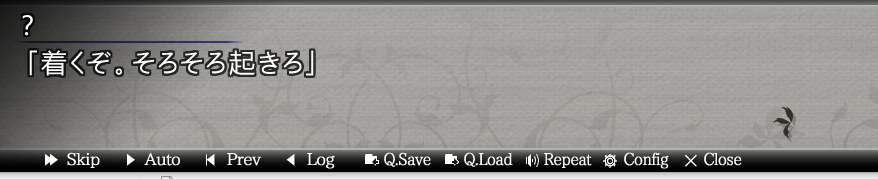 ?
「着くぞ。そろそろ起きろ」
Skip Auto Prev Log Q.Save Q.Load Repeat Config Close